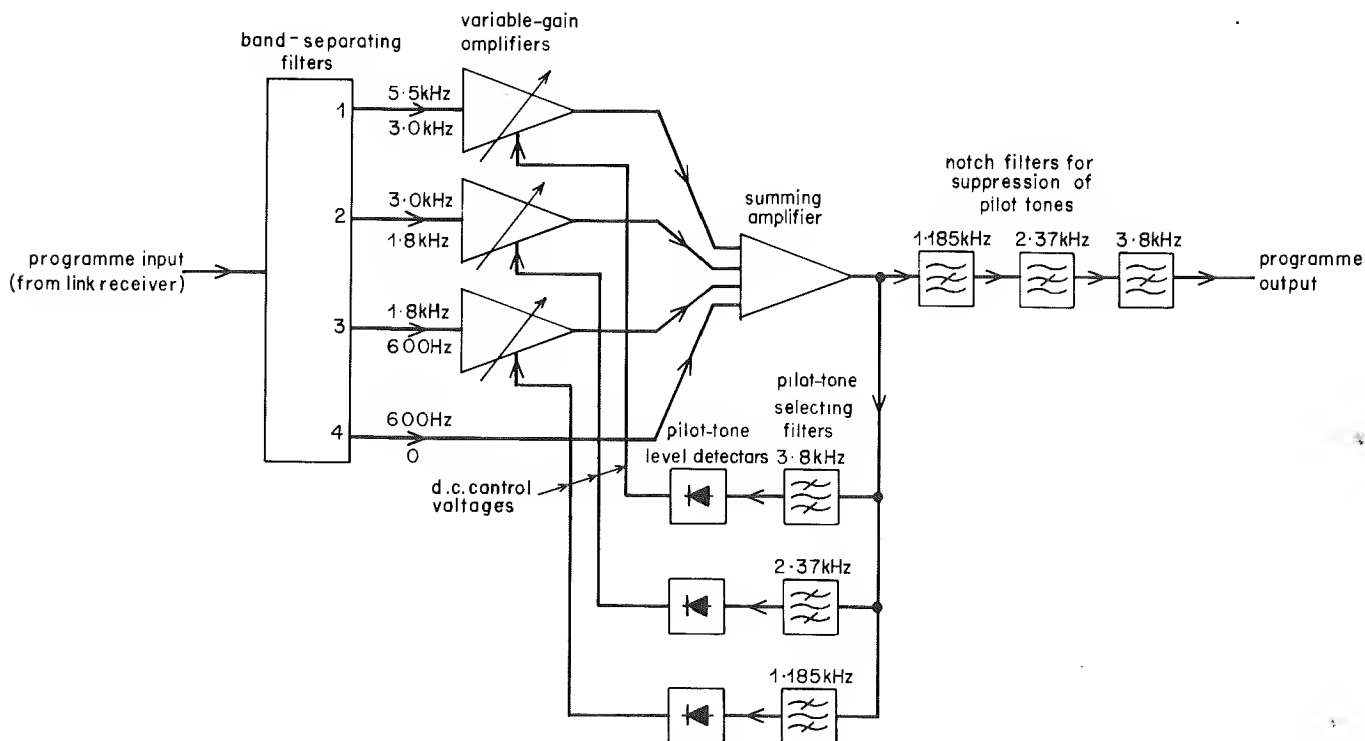 band-separating
filters
variable-gain
omplifiers
1
5·5kHz
3·0kHz
2
3·0kHz
1·8kHz
3
1·8kHz
600Hz
4
600Hz
0
programme input
(from link receiver)
summing
amplifier
notch filters for
suppression of
pilot tones
1·185kHz
2·37kHz
3·8kHz
programme
output
d.c. cantrol
voltages
pilot-tone
level detectars
pilot-tone
selecting
filters
3·8kHz
2·37kHz
1·185kHz